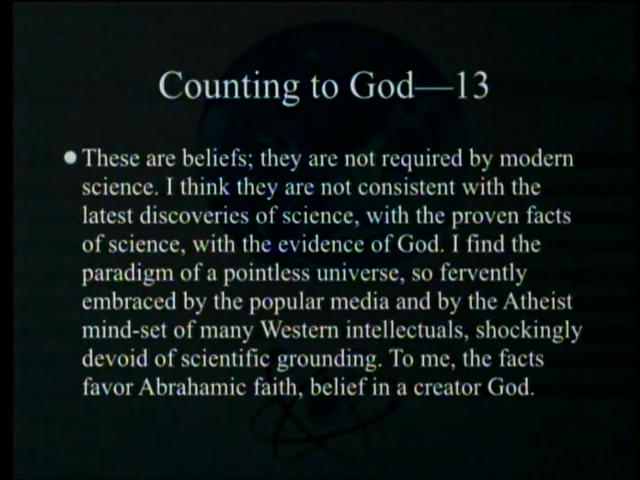 Counting to God—13
● These are beliefs; they are not required by modern
science. I think they are not consistent with the
latest discoveries of science, with the proven facts
of science, with the evidence of God. I find the
paradigm of a pointless universe, so fervently
embraced by the popular media and by the Atheist
mind-set of many Western intellectuals, shockingly
devoid of scientific grounding. To me, the facts
favor Abrahamic faith, belief in a creator God.